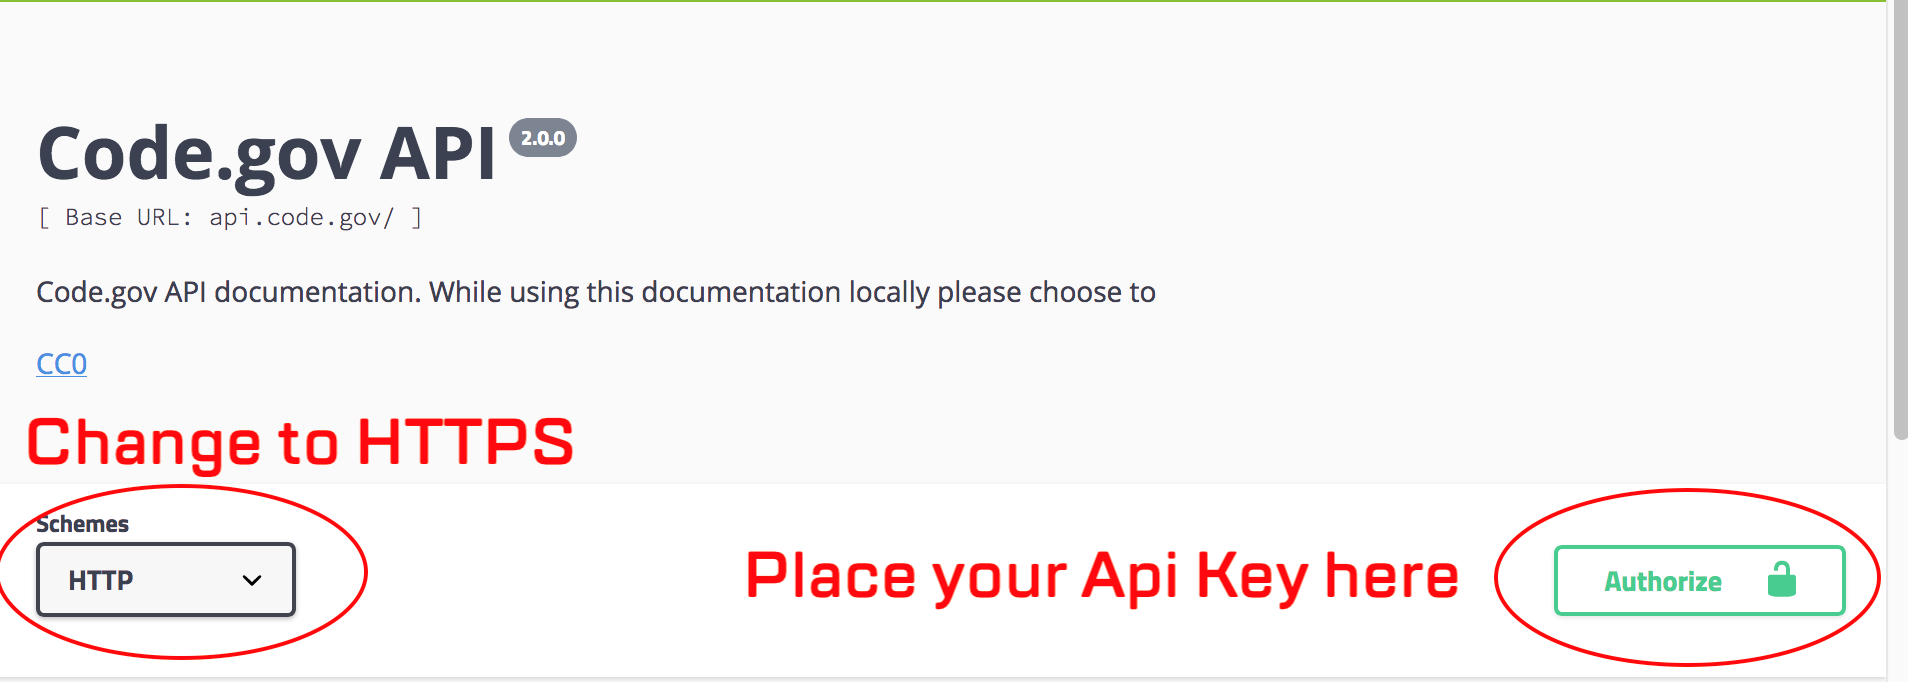 Code.gov API 2.0.0
[ Base URL: api.code.gov/ ]
Code.gov API documentation. While using this documentation locally please choose to
CC0
Change to HTTPS
Schemes
HTTP
Place your Api Key here
Authorize